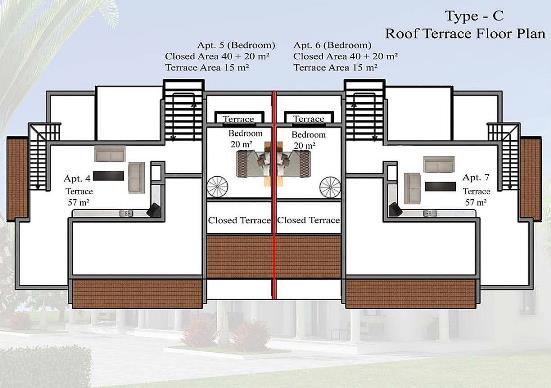 Type - C
Roof Terrace Floor Plan
Apt. 5 (Bedroom)
Closed Area 40 + 20 m²
Terrace Area 15 m²
Apt. 6 (Bedroom)
Closed Area 40 + 20 m²
Terrace Area 15 m²
Terrace
Terrace
Bedroom
20 m²
Bedroom
20 m²
Apt. 4
Terrace
57 m²
Apt. 7
Terrace
57 m²
Closed Terrace
Closed Terrace